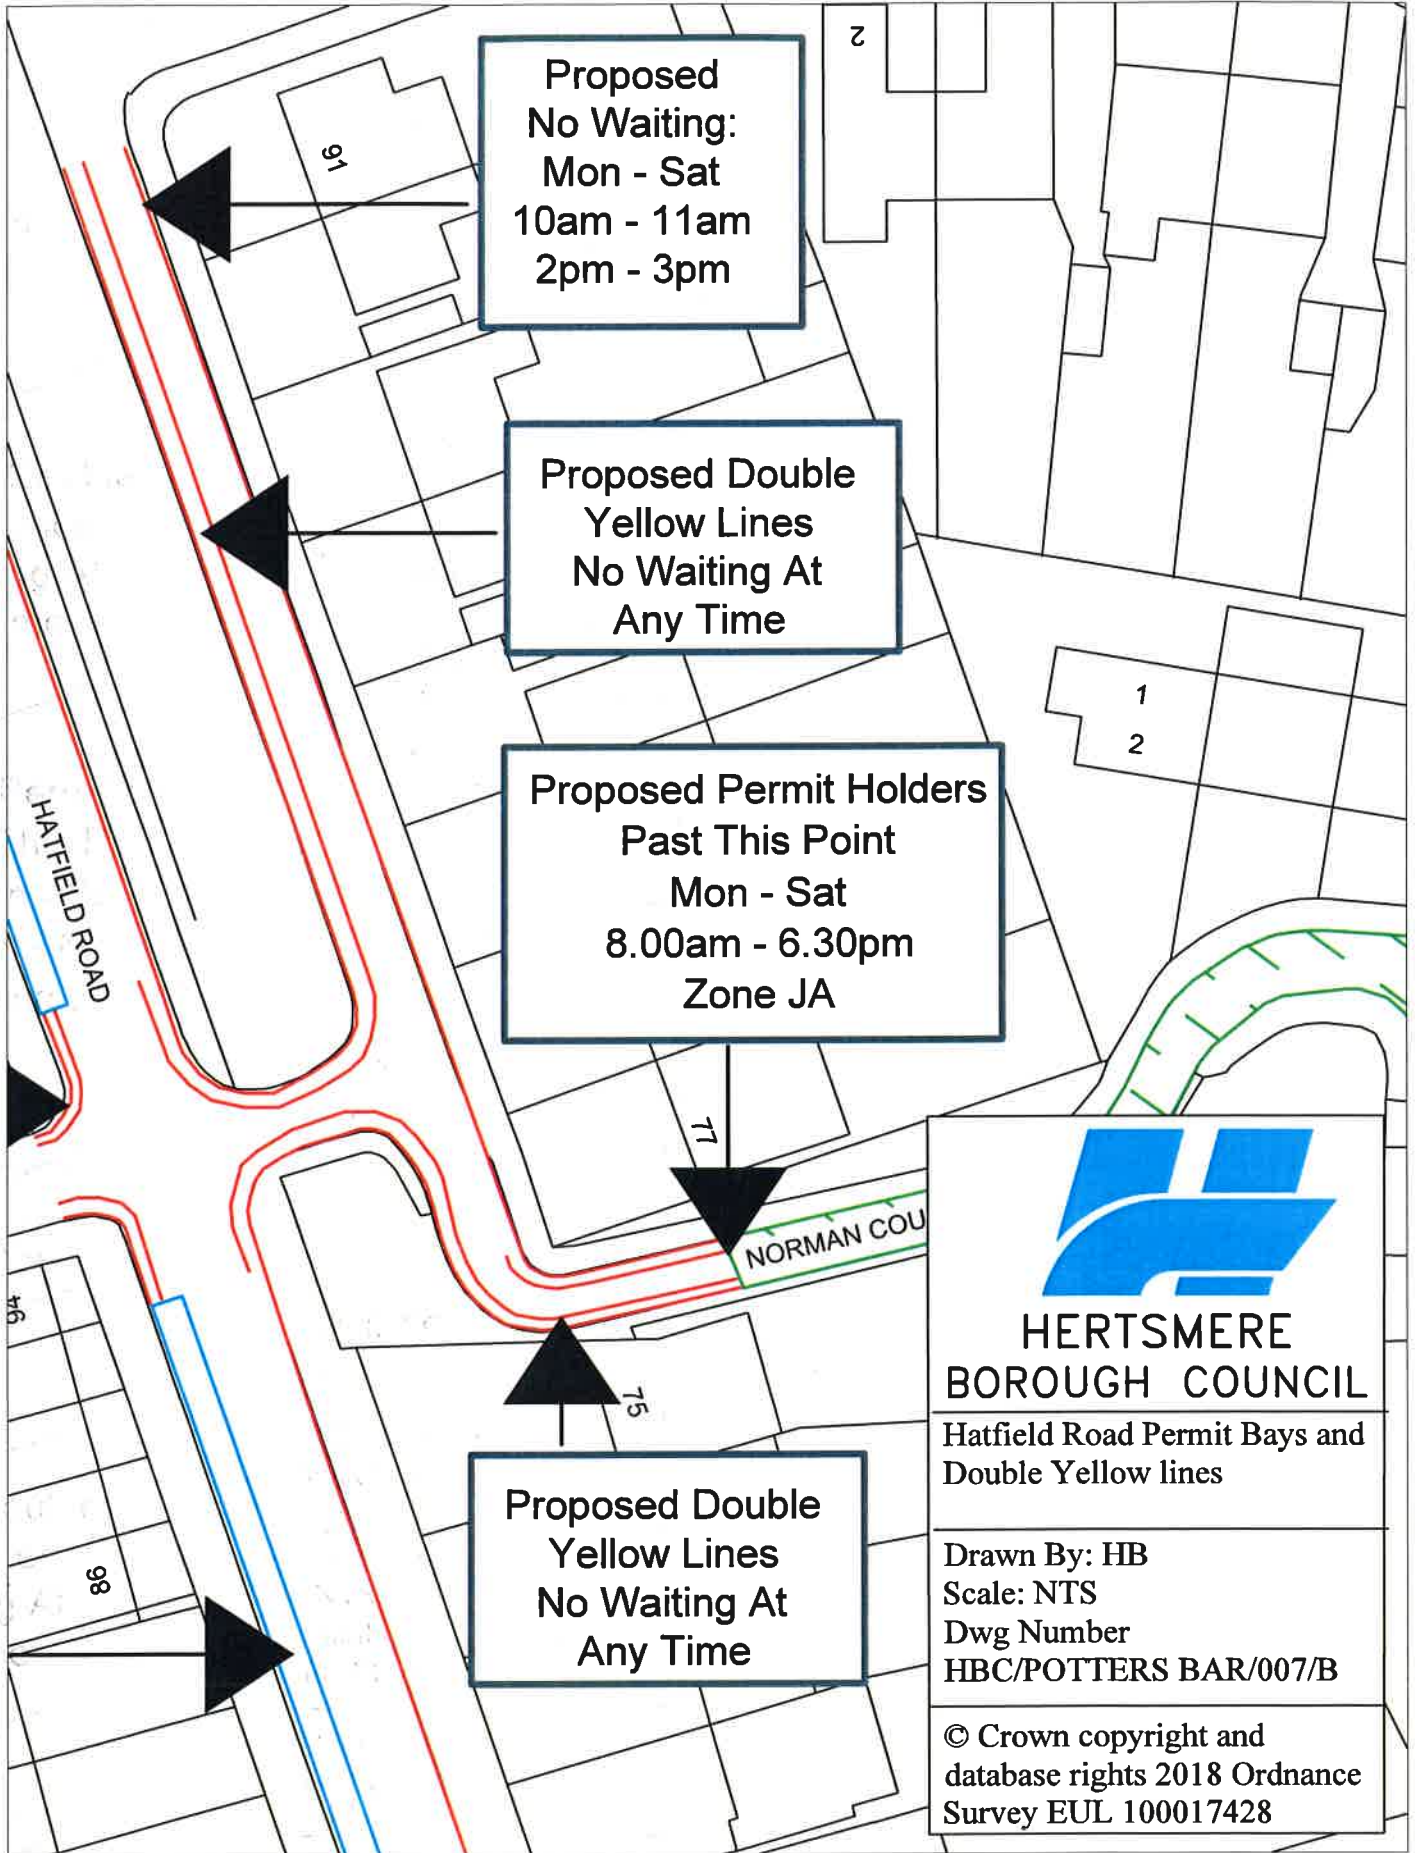 2
Proposed
No Waiting:
Mon - Sat
10am - 11am
2pm - 3pm
91
Proposed Double
Yellow Lines
No Waiting At
Any Time
1
2
Proposed Permit Holders
Past This Point
Mon - Sat
8.00am - 6.30pm
Zone JA
HATFIELD ROAD
77
NORMAN COU
94
75
98
Proposed Double
Yellow Lines
No Waiting At
Any Time
HERTSMERE
BOROUGH COUNCIL
Hatfield Road Permit Bays and
Double Yellow lines
Drawn By: HB
Scale: NTS
Dwg Number
HBC/POTTERS BAR/007/B
© Crown copyright and
database rights 2018 Ordnance
Survey EUL 100017428